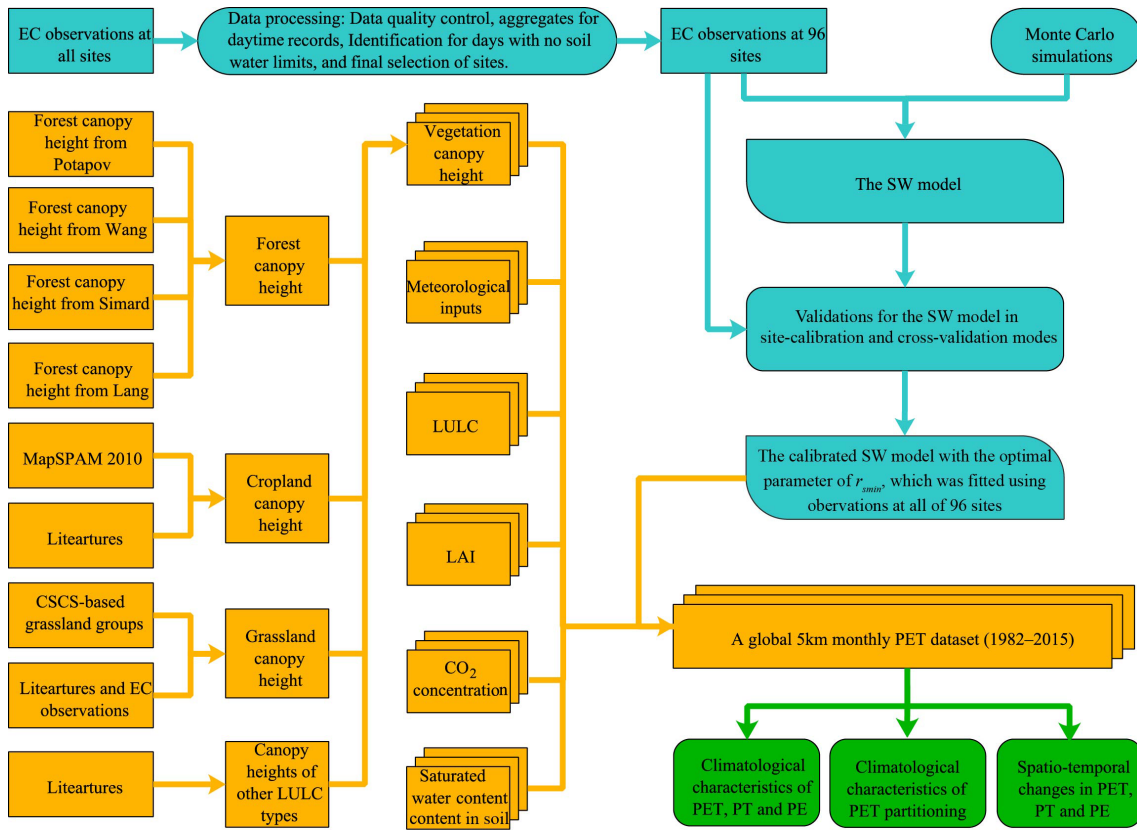 EC observations at
all sites
Data processing: Data quality control, aggregates for
daytime records, Identification for days with no soil
water limits, and final selection of sites.
EC observations at 96
sites
Monte Carlo
simulations
Forest canopy
height from
Potapov
Forest canopy
height from Wang
Forest canopy
height from Simard
Forest canopy
height from Lang
MapSPAM 2010
Liteartures
CSCS-based
grassland groups
Liteartures and EC
observations
Liteartures
Forest
canopy
height
Cropland
canopy
height
Grassland
canopy
height
Canopy
heights of
other LULC
types
Vegetation
canopy
height
Meteorological
inputs
LULC
LAI
CO2
concentration
Saturated
water content
content in soil
The SW model
Validations for the SW model in
site-calibration and cross-validation modes
The calibrated SW model with the optimal
parameter of rsmin, which was fitted using
obervations at all of 96 sites
A global 5km monthly PET dataset (1982–2015)
Climatological
characteristics of
PET, PT and PE
Climatological
characteristics of
PET partitioning
Spatio-temporal
changes in PET,
PT and PE